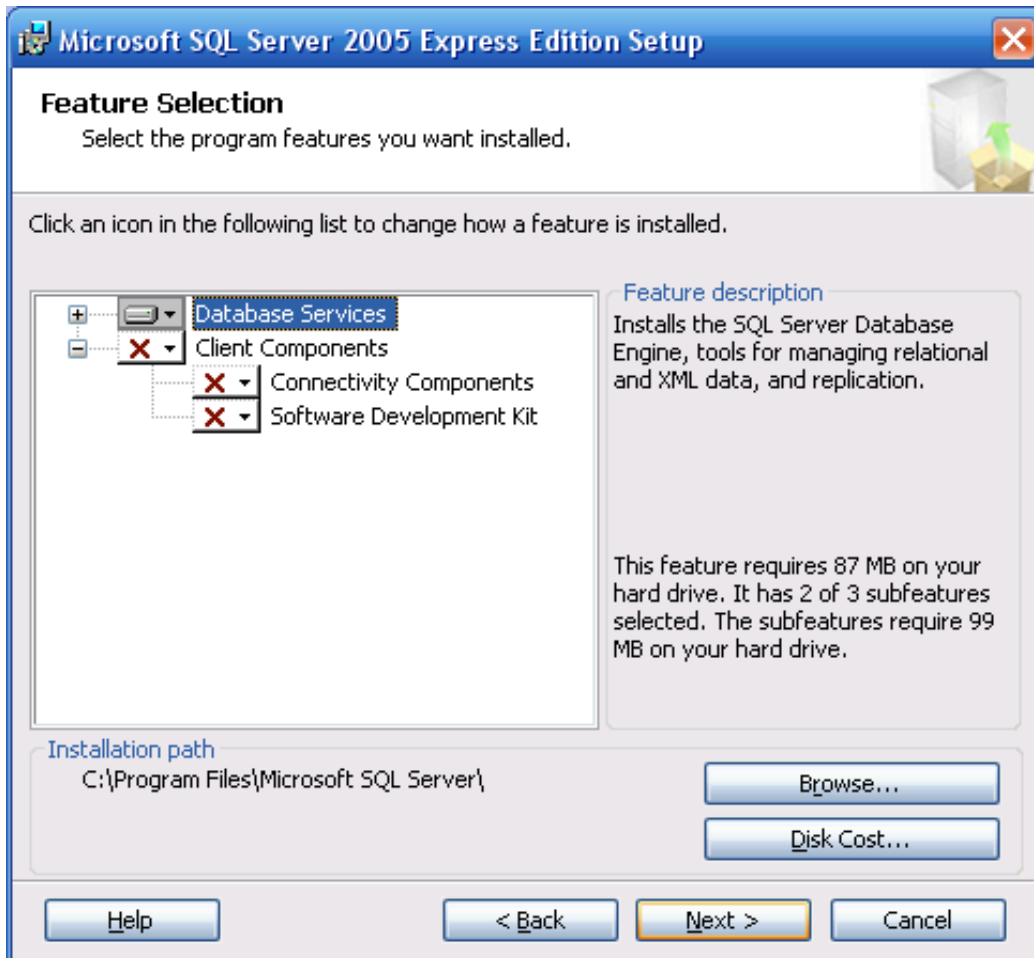 Microsoft SQL Server 2005 Express Edition Setup
Feature Selection
Select the program features you want installed.
Click an icon in the following list to change how a feature is installed.
Database Services
Client Components
Connectivity Components
Software Development Kit
Feature description
Installs the SQL Server Database
Engine, tools for managing relational
and XML data, and replication.
This feature requires 87 MB on your
hard drive. It has 2 of 3 subfeatures
selected. The subfeatures require 99
MB on your hard drive.
Installation path
C:\Program Files\Microsoft SQL Server\
Browse...
Disk Cost...
Help
< Back
Next >
Cancel